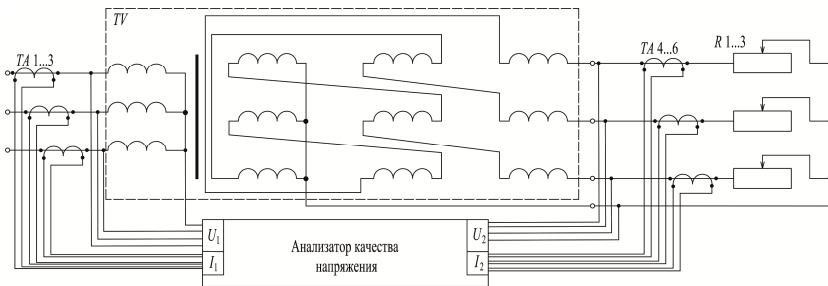 TV
TA 1...3
TA 4...6
R 1...3
U1
I1
Анализатор качества
напряжения
U2
I2